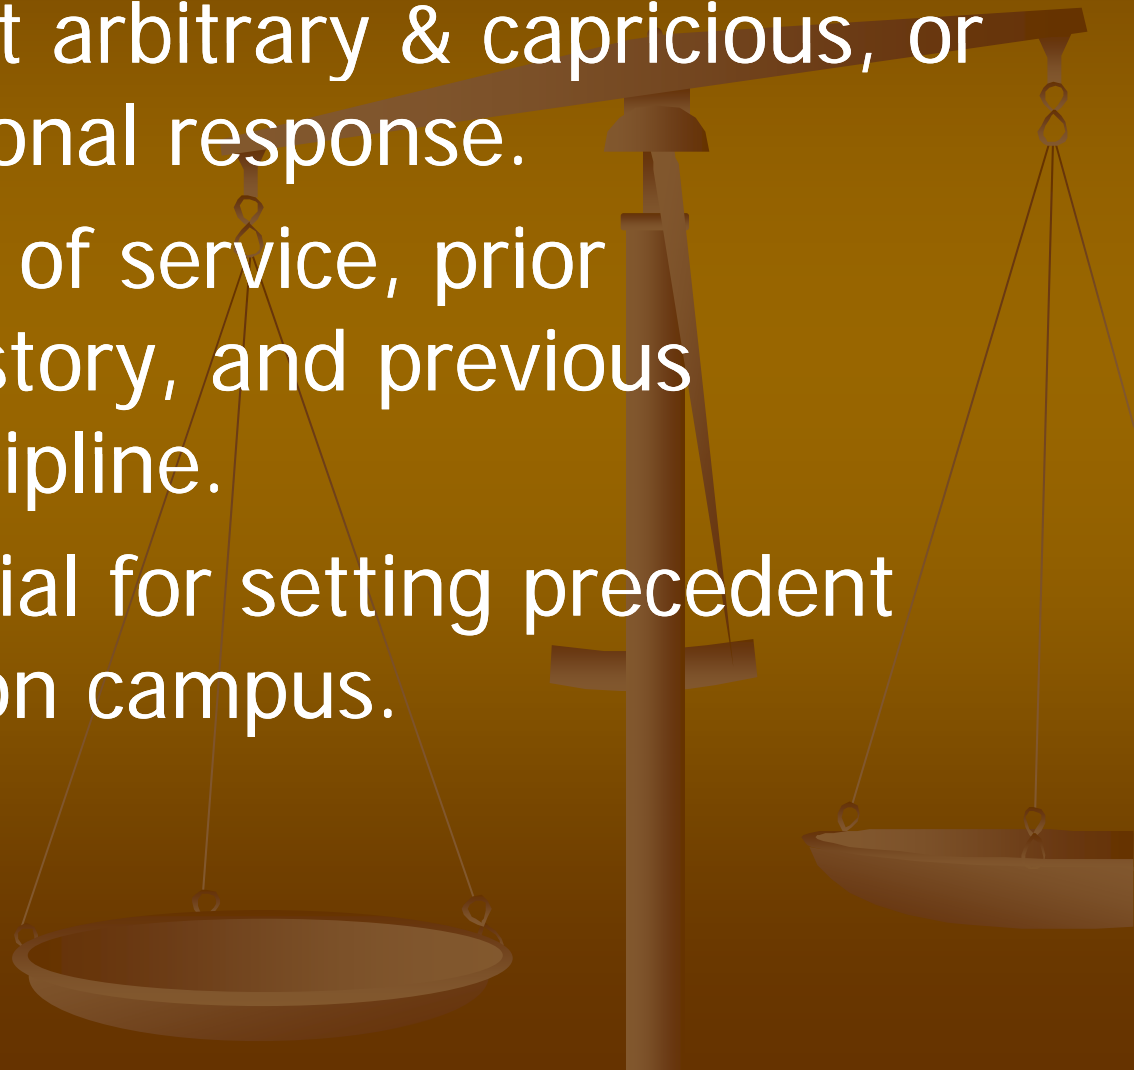 t arbitrary & capricious, or
onal response.
of service, prior
story, and previous
ipline.
ial for setting precedent
on campus.